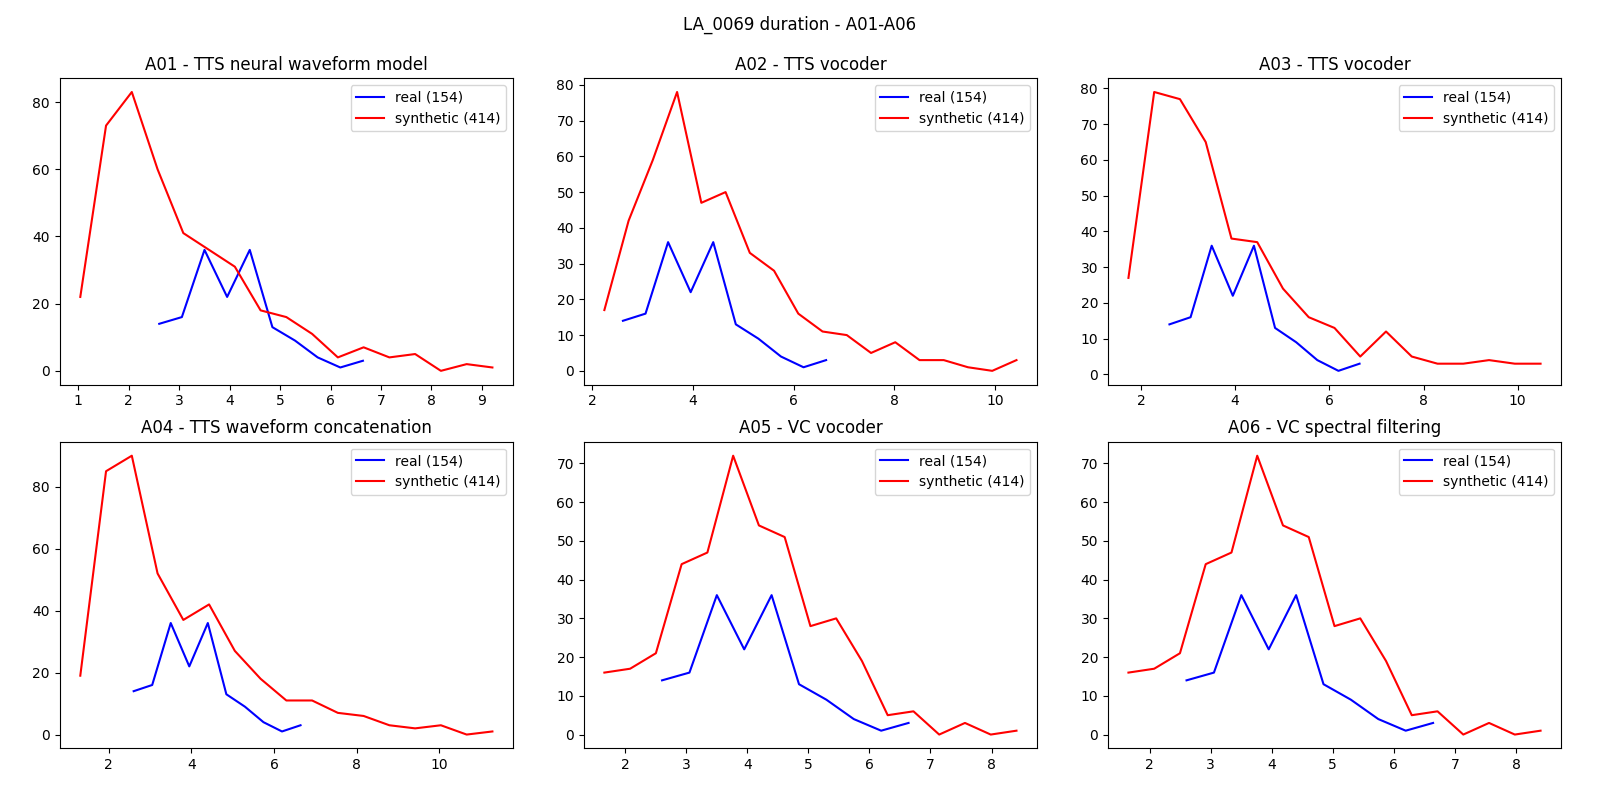 LA_0069 duration - A01-A06
A01 - TTS neural waveform model
real (154)
synthetic (414)
80
60
40
20
0
1 2 3 4 5 6 7 8 9
A02 - TTS vocoder
real (154)
synthetic (414)
80
70
60
50
40
30
20
10
0
2 4 6 8 10
A03 - TTS vocoder
real (154)
synthetic (414)
80
70
60
50
40
30
20
10
0
2 4 6 8 10
A04 - TTS waveform concatenation
real (154)
synthetic (414)
80
60
40
20
0
2 4 6 8 10
A05 - VC vocoder
real (154)
synthetic (414)
70
60
50
40
30
20
10
0
2 3 4 5 6 7 8
A06 - VC spectral filtering
real (154)
synthetic (414)
70
60
50
40
30
20
10
0
2 3 4 5 6 7 8